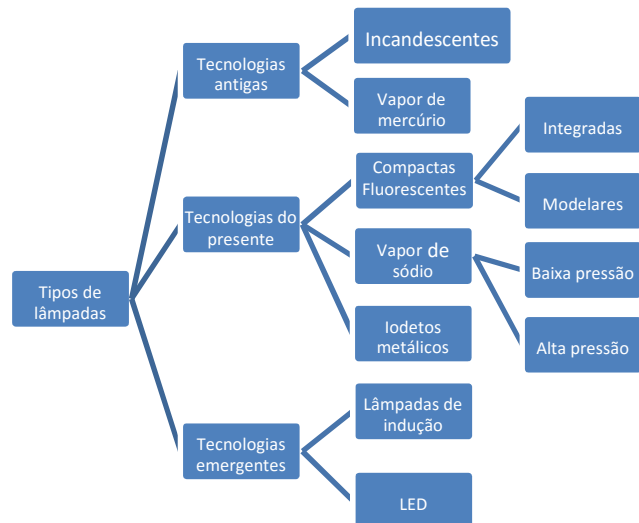 Tipos de
lâmpadas
Tecnologias
antigas
Incandescentes
Vapor de
mercúrio
Tecnologias do
presente
Compactas
Fluorescentes
Integradas
Modelares
Vapor de
sódio
Baixa pressão
Alta pressão
Iodetos
metálicos
Tecnologias
emergentes
Lâmpadas de
indução
LED